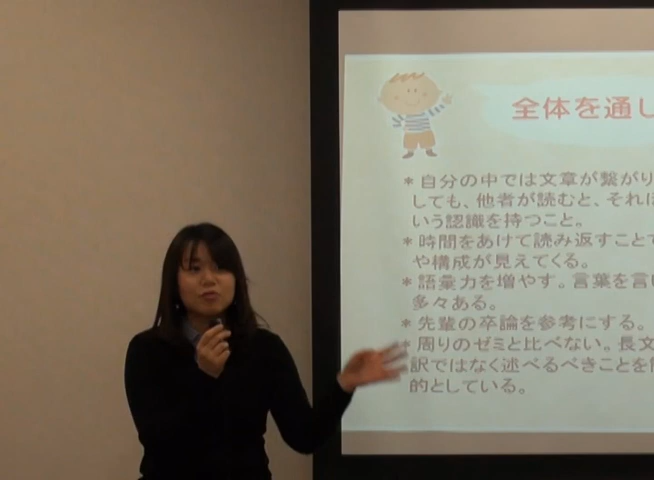 全体を通し
＊自分の中では文章が繋がり
しても、他者が読むと、それは
いう認識を持つこと。
＊時間をあけて読み返すことで
や構成が見えてくる。
＊語彙力を増やす。言葉を言い
多々ある。
＊先輩の卒論を参考にする。
＊周りのゼミと比べない。長文
訳ではなく述べるべきことを簡
的としている。